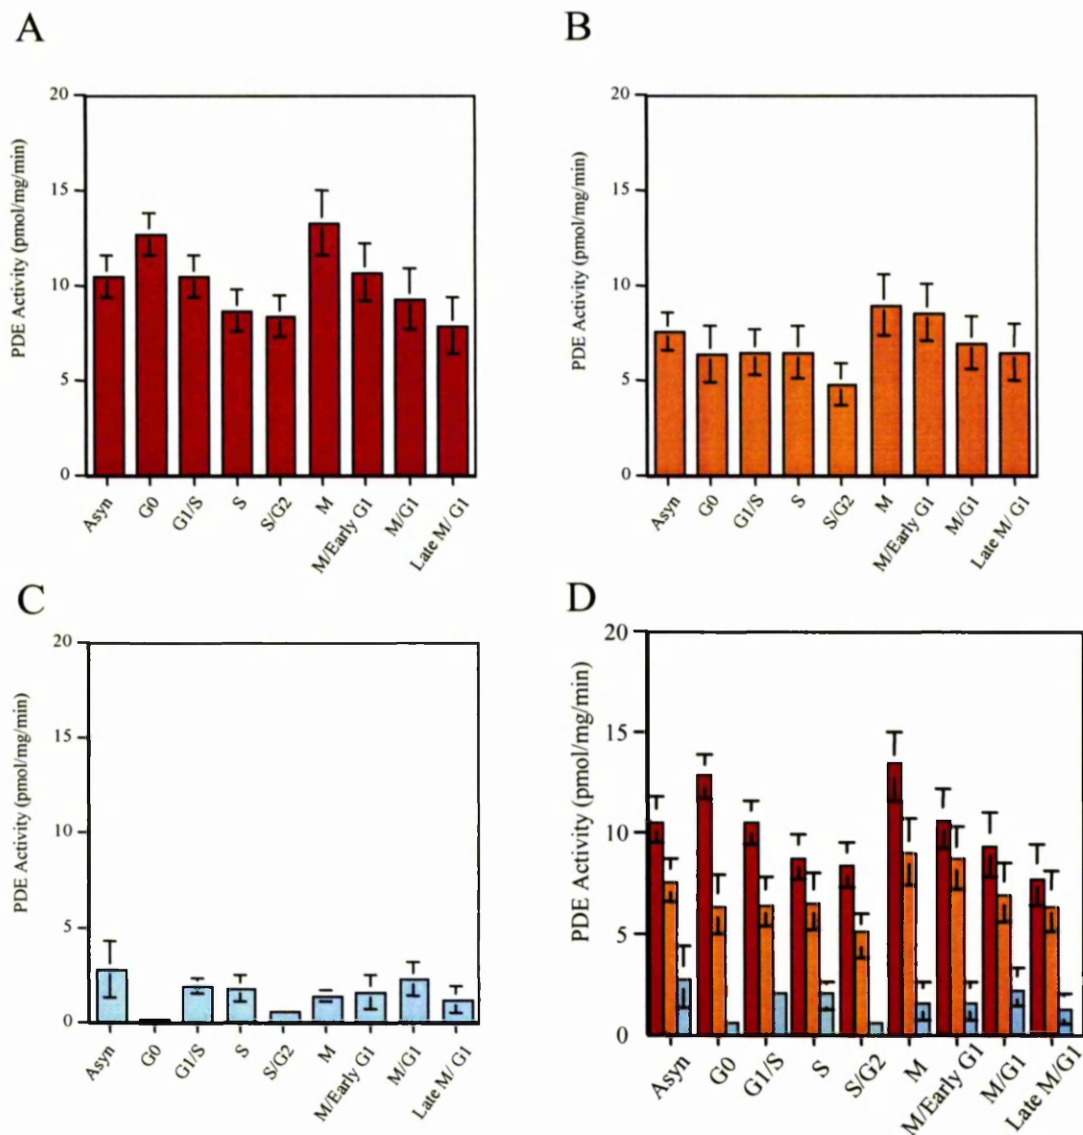 A
20
15
10
5
0
PDE Activity (pmol/mg/min)
Asyn
G0
G1/S
S
S/G2
M
M/Early G1
M/G1
Late M/ G1
B
20
15
10
5
0
PDE Activity (pmol/mg/min)
Asyn
G0
G1/S
S
S/G2
M
M/Early G1
M/G1
Late M/ G1
C
20
15
10
5
0
PDE Activity (pmol/mg/min)
Asyn
G0
G1/S
S
S/G2
M
M/Early G1
M/G1
Late M/ G1
D
20
15
10
5
0
PDE Activity (pmol/mg/min)
Asyn
G0
G1/S
S
S/G2
M
M/Early G1
M/G1
Late M/G1